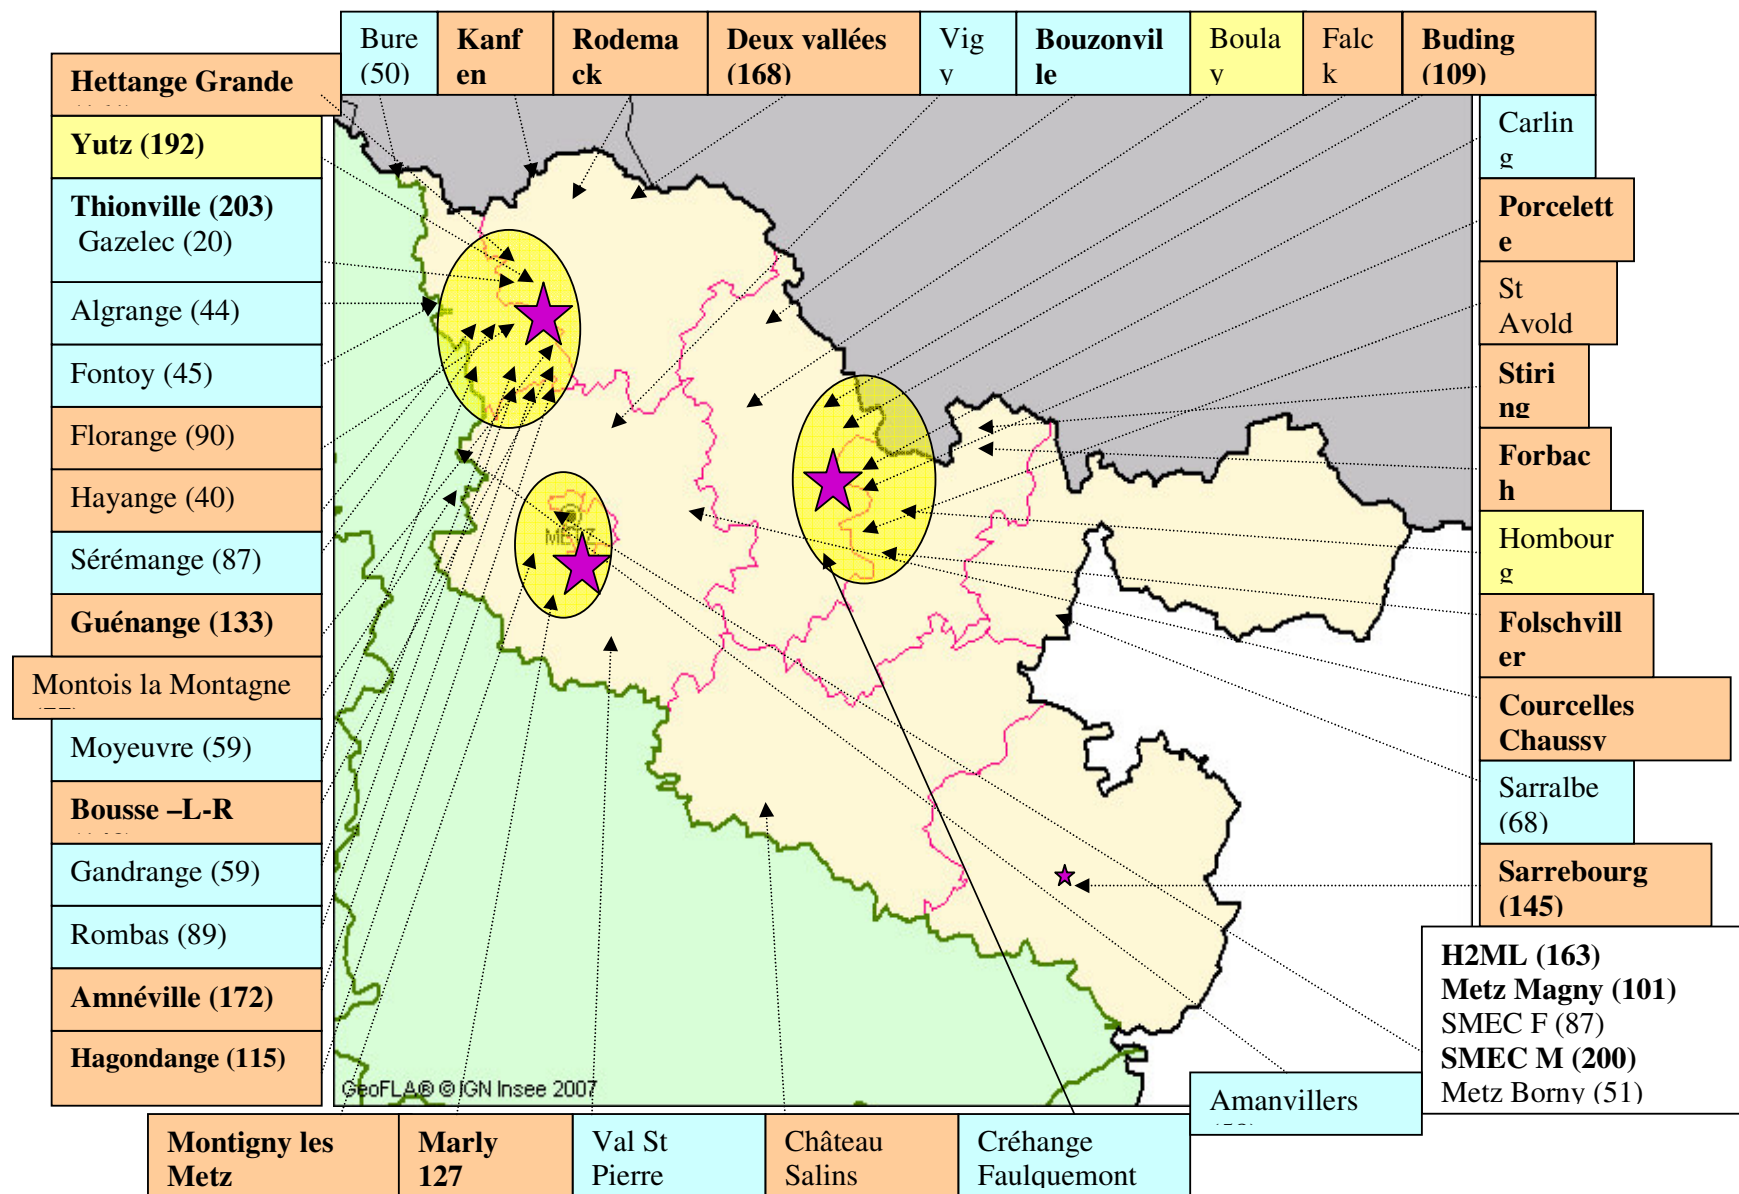 Bure
(50)
Kanf
en
Rodema
ck
Deux vallées
(168)
Vig
y
Bouzonvil
le
Boula
y
Falc
k
Buding
(109)
Hettange Grande
Yutz (192)
Thionville (203)
Gazelec (20)
Algrange (44)
Fontoy (45)
Florange (90)
Hayange (40)
Sérémange (87)
Guénange (133)
Montois la Montagne
Moyeuvre (59)
Bousse –L-R
Gandrange (59)
Rombas (89)
Amnéville (172)
Hagondange (115)
Carlin
g
Porcelett
e
St
Avold
Stiri
ng
Forbac
h
Hombour
g
Folschvill
er
Courcelles
Chaussy
Sarralbe
(68)
Sarrebourg
(145)
H2ML (163)
Metz Magny (101)
SMEC F (87)
SMEC M (200)
Metz Borny (51)
METZ
GeoFLA® © IGN Insee 2007
Amanvillers
Montigny les
Metz
Marly
127
Val St
Pierre
Château
Salins
Créhange
Faulquemont